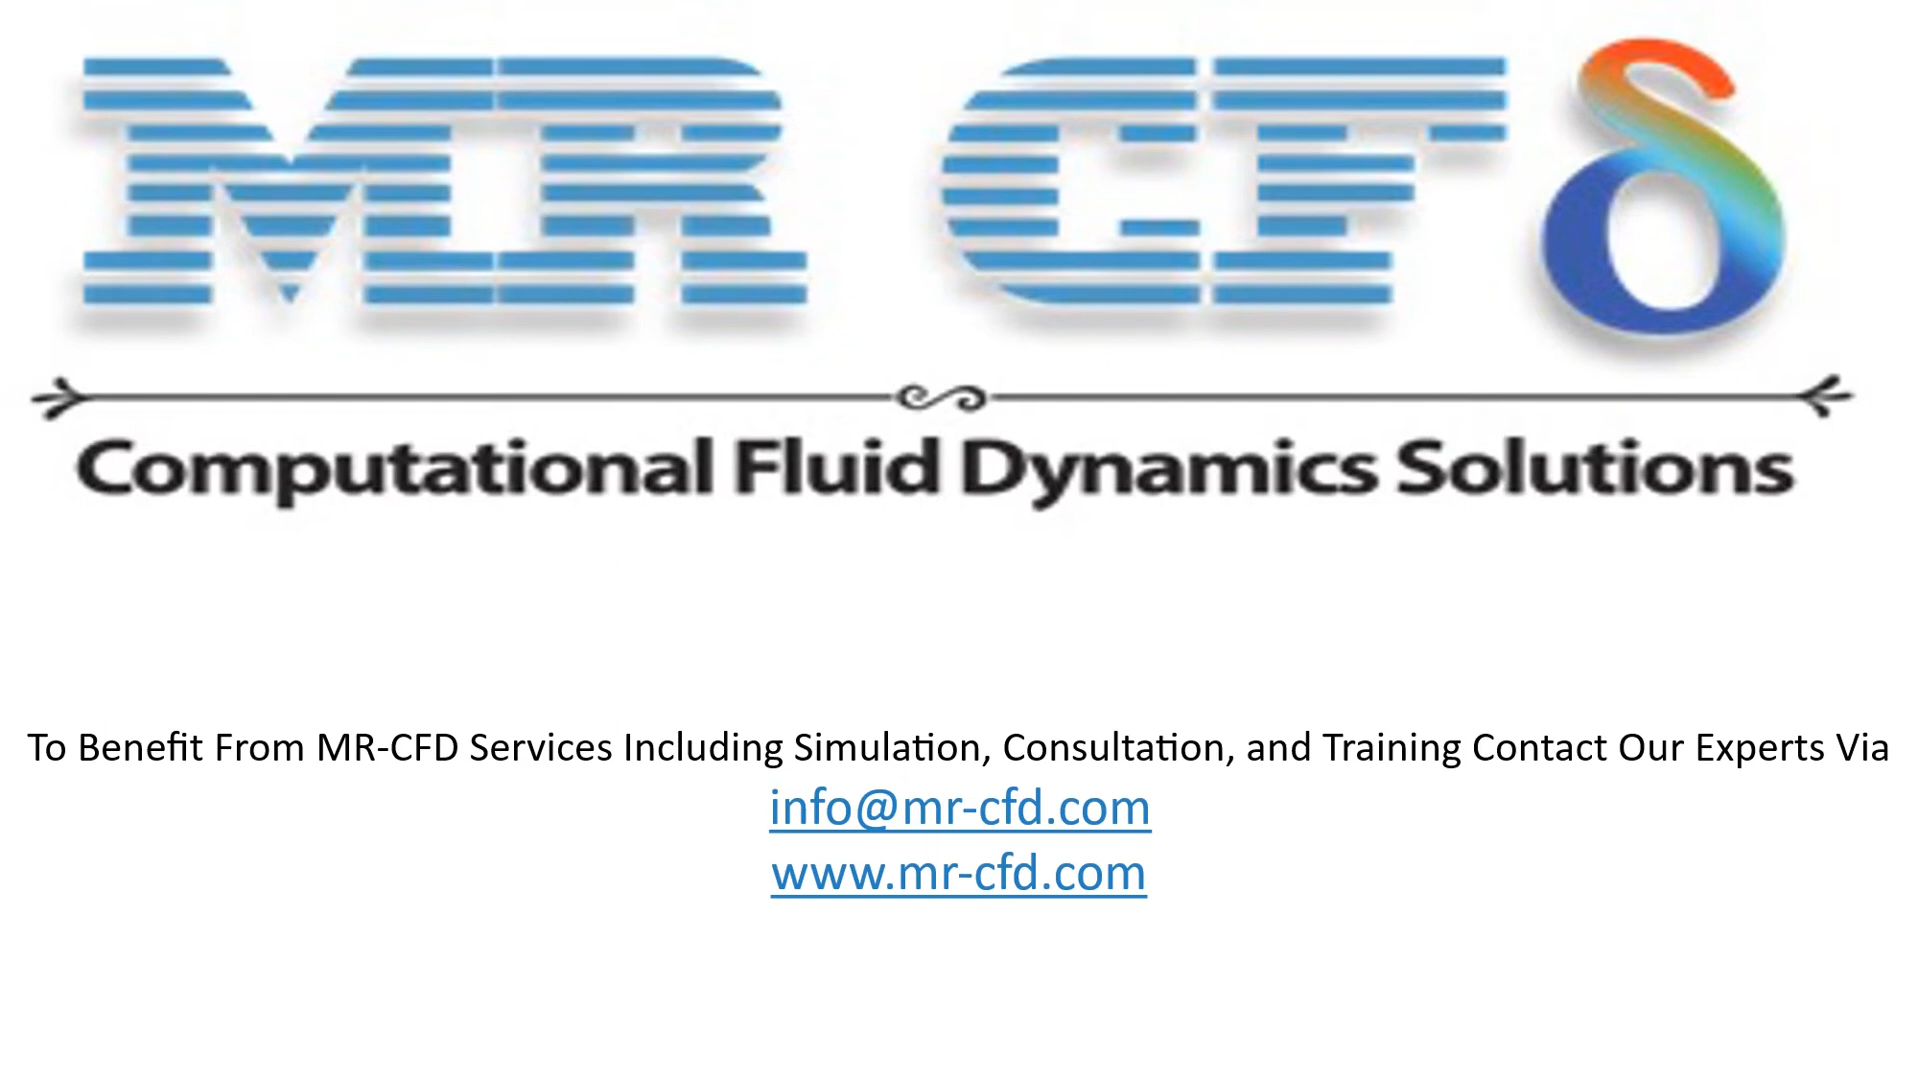 MR CFδ
Computational Fluid Dynamics Solutions
To Benefit From MR-CFD Services Including Simulation, Consultation, and Training Contact Our Experts Via
info@mr-cfd.com
www.mr-cfd.com